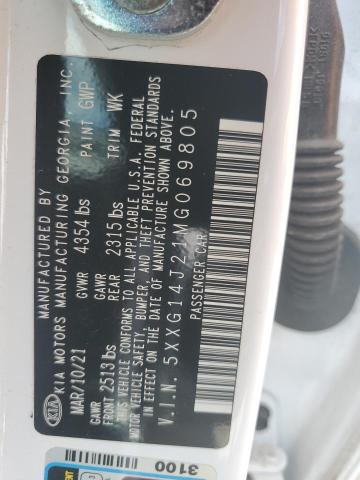 MANUFACTURED BY
KIA KIA MOTORS MANUFACTURING GEORGIA, INC.
MAR/10/21 GVWR 4354 lbs PAINT GWP
GAWR FRONT 2513 lbs GAWR REAR 2315 lbs TRIM WK
THIS VEHICLE CONFORMS TO ALL APPLICABLE U.S.A. FEDERAL
MOTOR VEHICLE SAFETY, BUMPER, AND THEFT PREVENTION STANDARDS
IN EFFECT ON THE DATE OF MANUFACTURE SHOWN ABOVE.
V.I.N. 5XXG14J21MG069805
PASSENGER CAR
3100